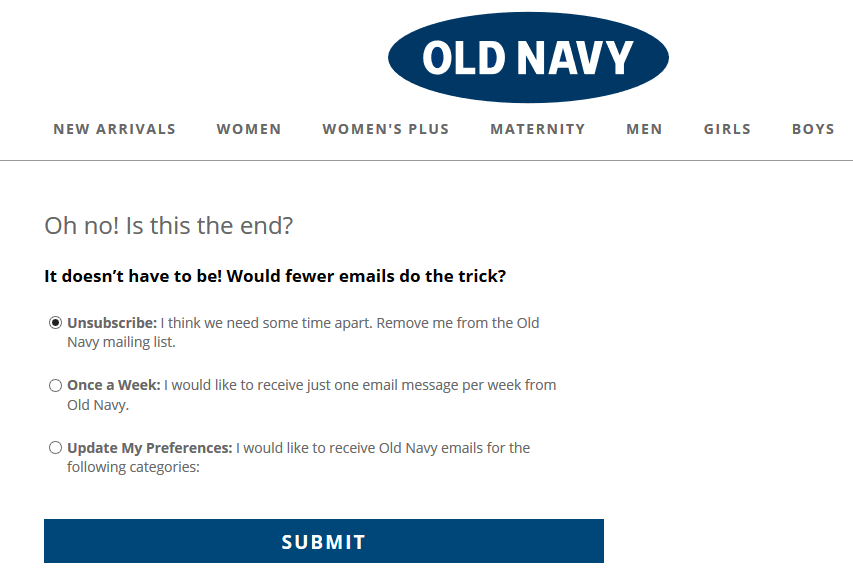 OLD NAVY
NEW ARRIVALS WOMEN WOMEN'S PLUS MATERNITY MEN GIRLS BOYS
Oh no! Is this the end?
It doesn’t have to be! Would fewer emails do the trick?
Unsubscribe: I think we need some time apart. Remove me from the Old
Navy mailing list.
Once a Week: I would like to receive just one email message per week from
Old Navy.
Update My Preferences: I would like to receive Old Navy emails for the
following categories:
SUBMIT